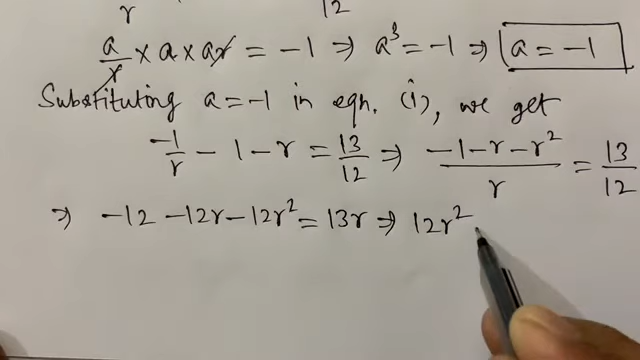 r 12
a/r × a × ar = -1 ⇒ a³ = -1 ⇒ a = -1
Substituting a = -1 in eqn. (i), we get
-1/r - 1 - r = 13/12 ⇒ (-1 - r - r²)/r = 13/12
⇒ -12 - 12r - 12r² = 13r ⇒ 12r²